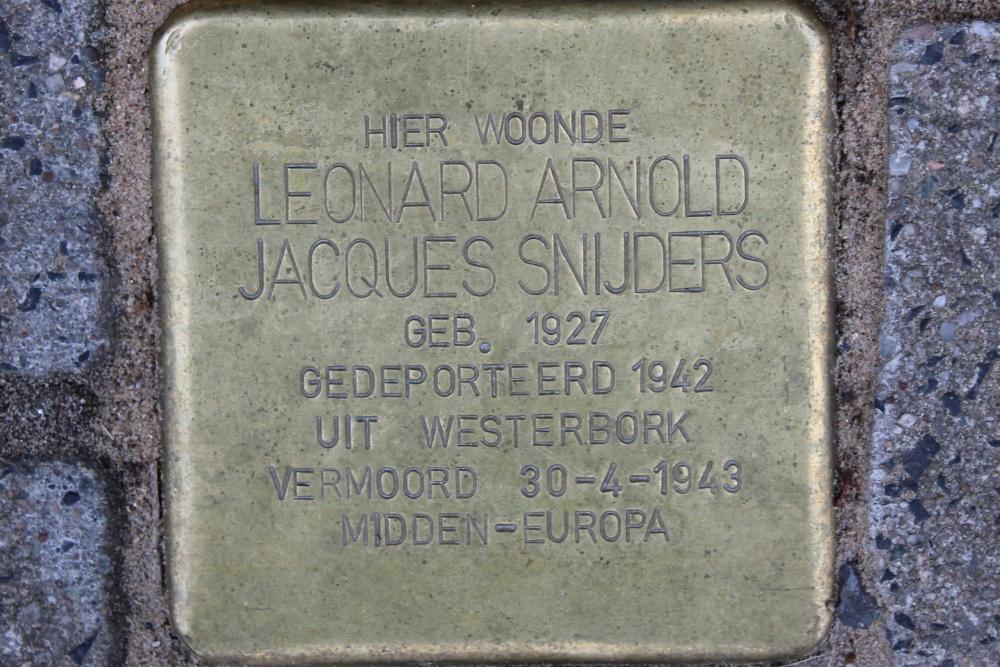 HIER WOONDE
LEONARD ARNOLD
JACQUES SNIJDERS
GEB. 1927
GEDEPORTEERD 1942
UIT WESTERBORK
VERMOORD 30-4-1943
MIDDEN-EUROPA